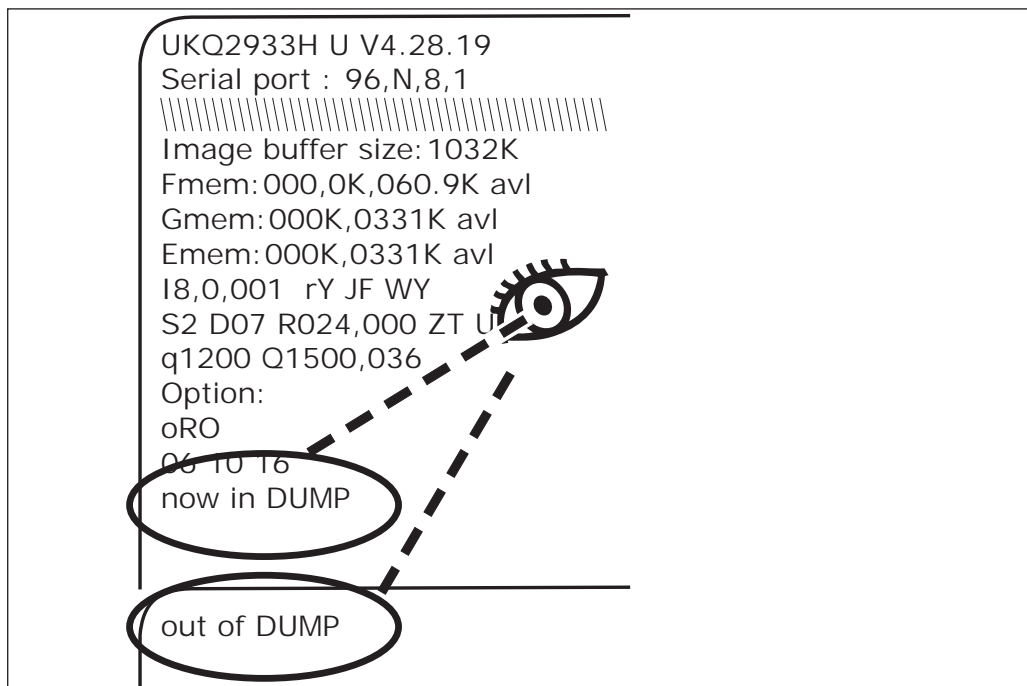 UKQ2933H U V4.28.19
Serial port : 96,N,8,1
Image buffer size:1032K
Fmem:000,0K,060.9K avl
Gmem:000K,0331K avl
Emem:000K,0331K avl
I8,0,001 rY JF WY
S2 D07 R024,000 ZT U
q1200 Q1500,036
Option:
oRO
06 10 16
now in DUMP
out of DUMP